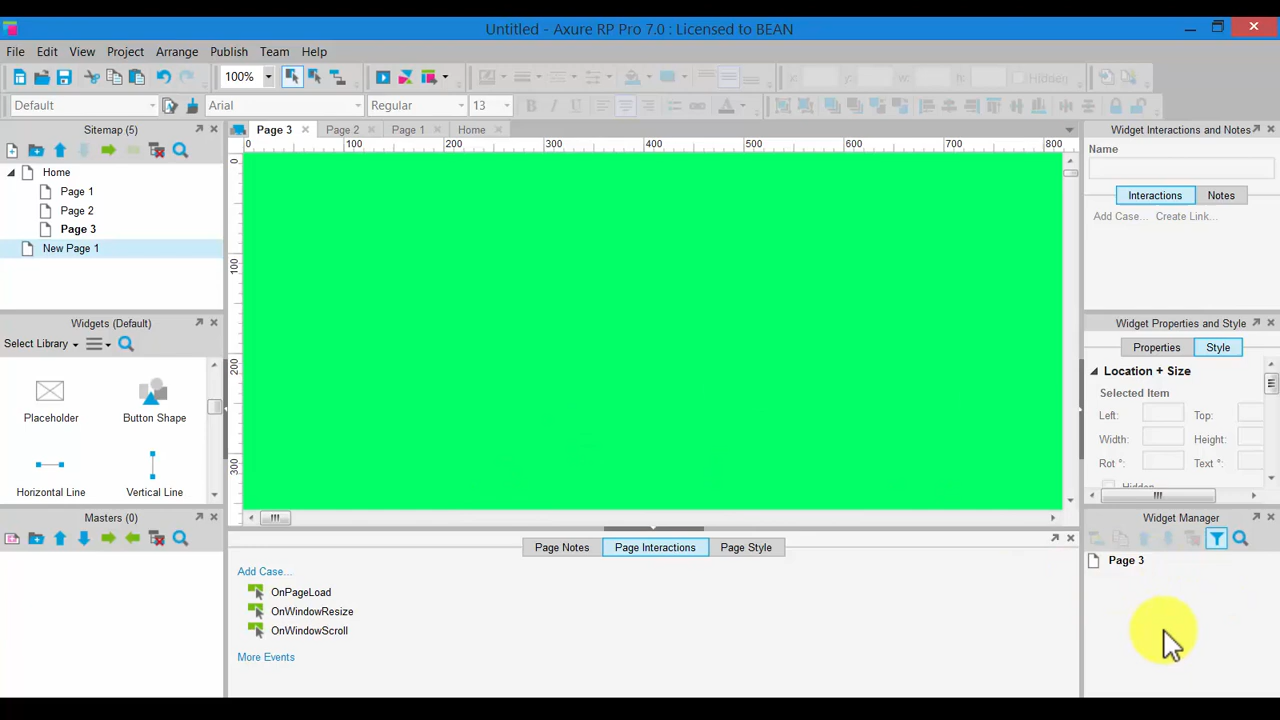 Untitled - Axure RP Pro 7.0 : Licensed to BEAN
File Edit View Project Arrange Publish Team Help
100% x: y: w: h: Hidden
Default Arial Regular 13
Sitemap (5)
Home
Page 1
Page 2
Page 3
New Page 1
Widgets (Default)
Select Library
Placeholder Button Shape
Horizontal Line Vertical Line
Masters (0)
Page 3 Page 2 Page 1 Home
0 100 200 300 400 500 600 700 800
0
100
200
300
Page Notes Page Interactions Page Style
Add Case...
OnPageLoad
OnWindowResize
OnWindowScroll
More Events
Widget Interactions and Notes
Name
Interactions Notes
Add Case... Create Link...
Widget Properties and Style
Properties Style
Location + Size
Selected Item
Left: Top:
Width: Height:
Rot °: Text °:
Hidden
Widget Manager
Page 3